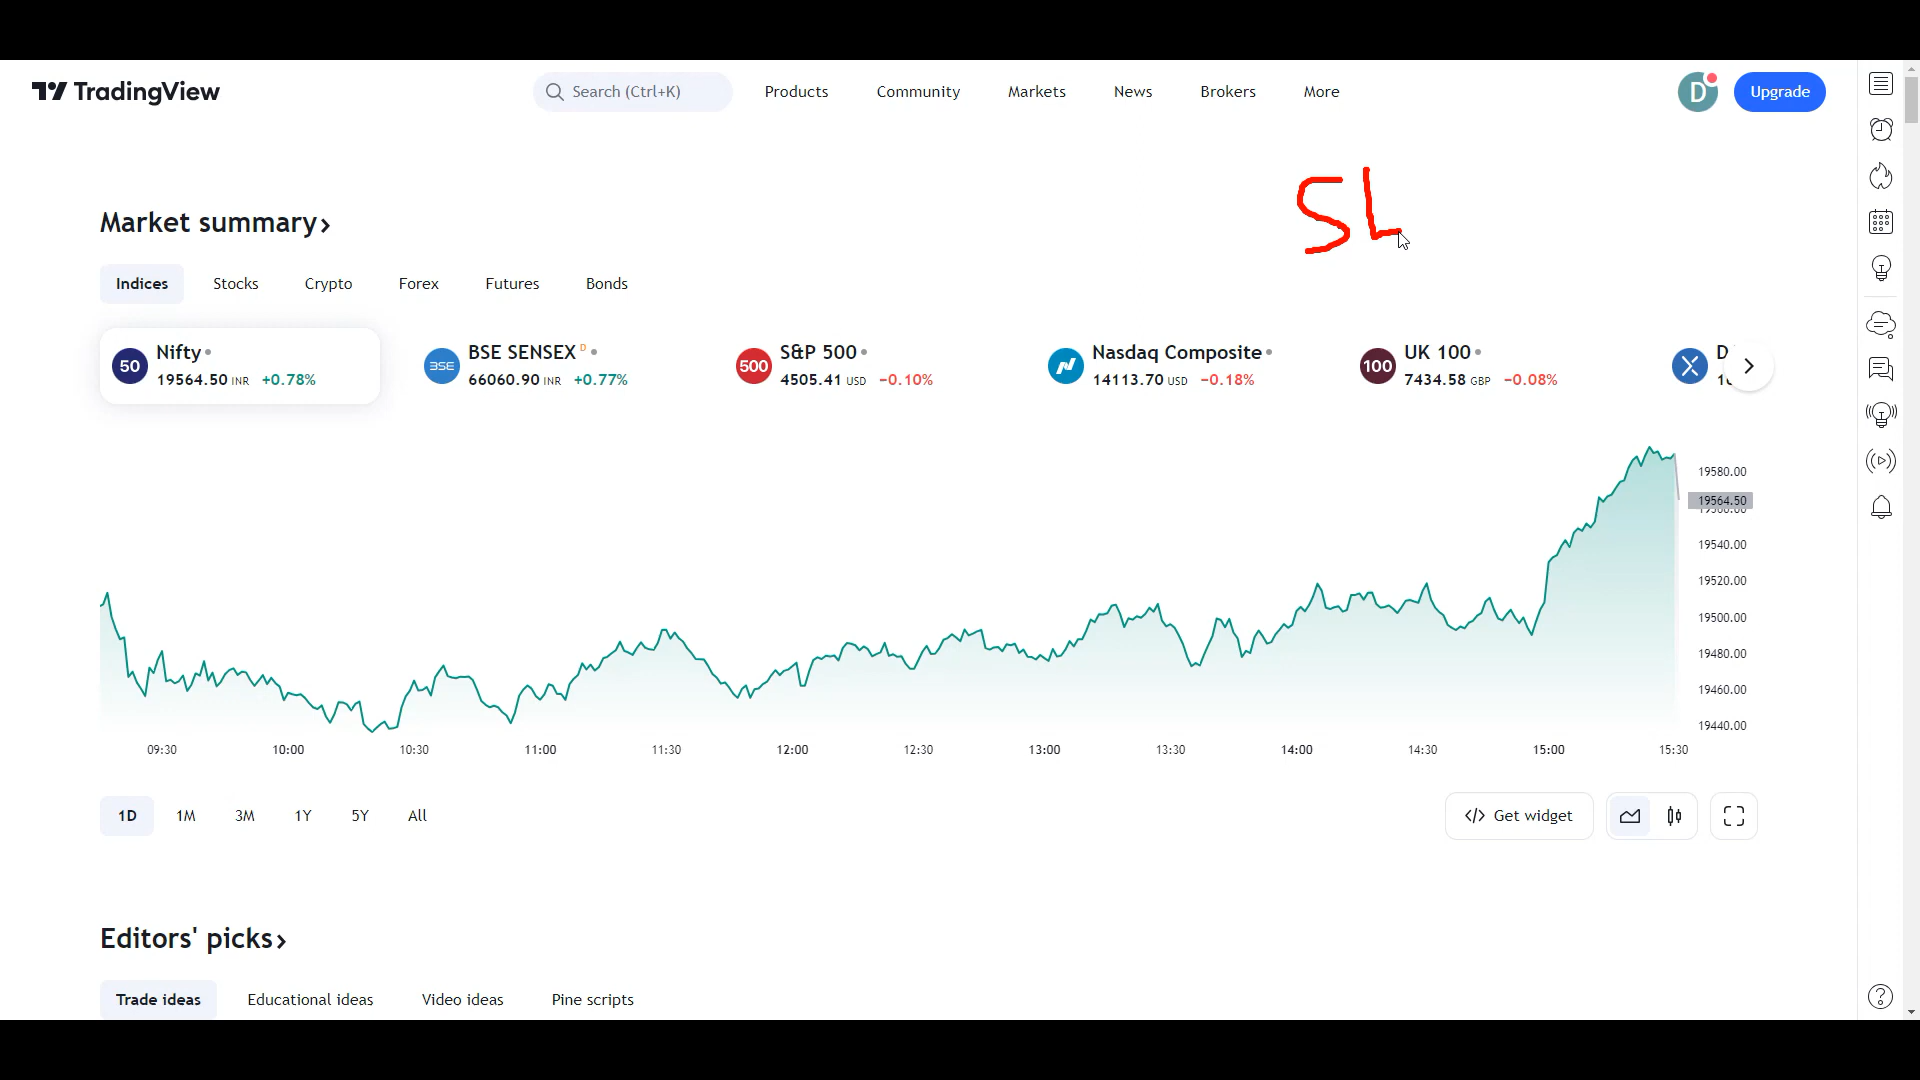 TradingView
Search (Ctrl+K)
Products
Community
Markets
News
Brokers
More
D
Upgrade
SL
Market summary
Indices
Stocks
Crypto
Forex
Futures
Bonds
50
Nifty
19564.50 INR +0.78%
BSE
BSE SENSEX D
66060.90 INR +0.77%
500
S&P 500
4505.41 USD −0.10%
Nasdaq Composite
14113.70 USD −0.18%
100
UK 100
7434.58 GBP −0.08%
19580.00
19564.50
19540.00
19520.00
19500.00
19480.00
19460.00
19440.00
09:30
10:00
10:30
11:00
11:30
12:00
12:30
13:00
13:30
14:00
14:30
15:00
15:30
1D
1M
3M
1Y
5Y
All
Get widget
Editors' picks
Trade ideas
Educational ideas
Video ideas
Pine scripts